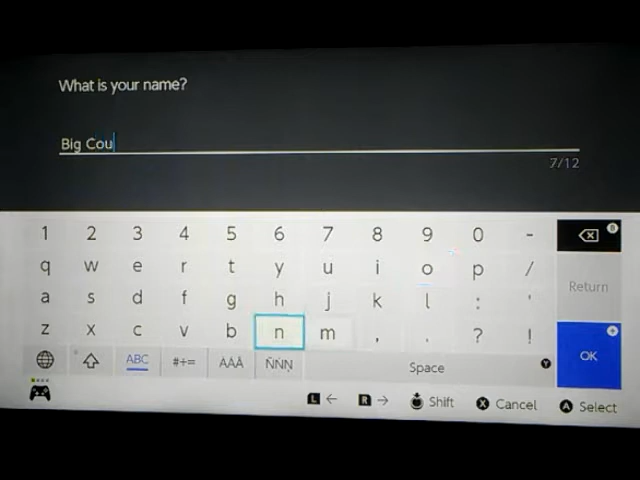 What is your name?
Big Cou
7/12
1 2 3 4 5 6 7 8 9 0 -
q w e r t y u i o p /
Return
a s d f g h j k l : '
z x c v b n m , . ? !
OK
ABC #+= ÀÁÂ ÑÑŅ Space Y
L ← R → Shift X Cancel A Select